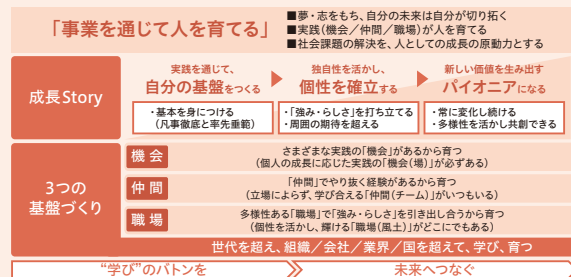 「事業を通じて人を育てる」
■夢・志をもち、自分の未来は自分が切り拓く
■実践(機会/仲間/職場)が人を育てる
■社会課題の解決を、人としての成長の原動力とする
成長Story
実践を通じて、
自分の基盤をつくる
・基本を身につける
(凡事徹底と率先垂範)
独自性を活かし、
個性を確立する
・「強み・らしさ」を打ち立てる
・周囲の期待を超える
新しい価値を生み出す
パイオニアになる
・常に変化し続ける
・多様性を活かし共創できる
3つの
基盤づくり
機会
さまざまな実践の「機会」があるから育つ
(個人の成長に応じた実践の「機会(場)」が必ずある)
仲間
「仲間」でやり抜く経験があるから育つ
(立場によらず、学び合える「仲間(チーム)」がいつもいる)
職場
多様性ある「職場」で「強み・らしさ」を引き出し合うから育つ
(個性を活かし、輝ける「職場(風土)」がどこにでもある)
世代を超え、組織/会社/業界/国を超えて、学び、育つ
“学び”のバトンを
未来へつなぐ